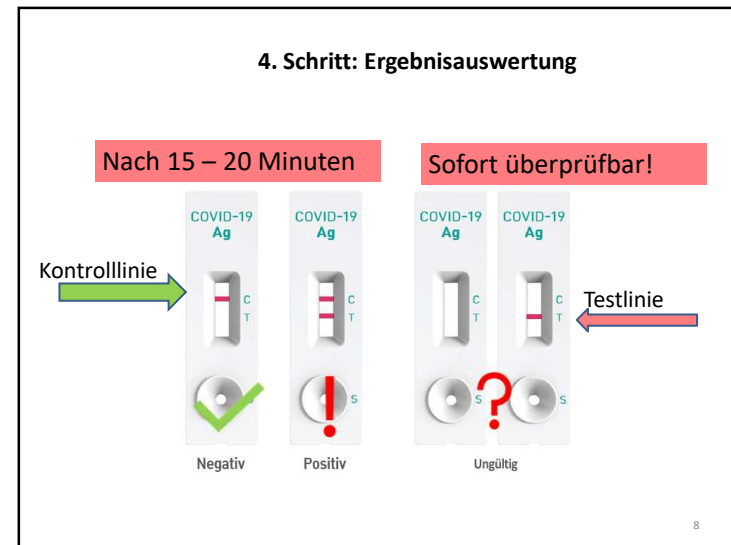 4. Schritt: Ergebnisauswertung
Nach 15 – 20 Minuten
Sofort überprüfbar!
COVID-19
Ag
COVID-19
Ag
COVID-19
Ag
COVID-19
Ag
Kontrolllinie
C
T
C
T
C
T
C
T
Testlinie
S
S
S
S
?
Negativ
Positiv
Ungültig
8